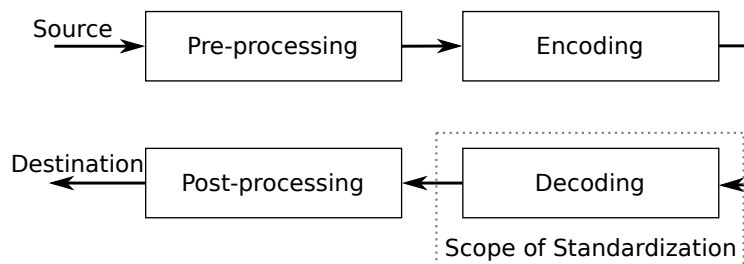 Source
Pre-processing
Encoding
Destination
Post-processing
Decoding
Scope of Standardization